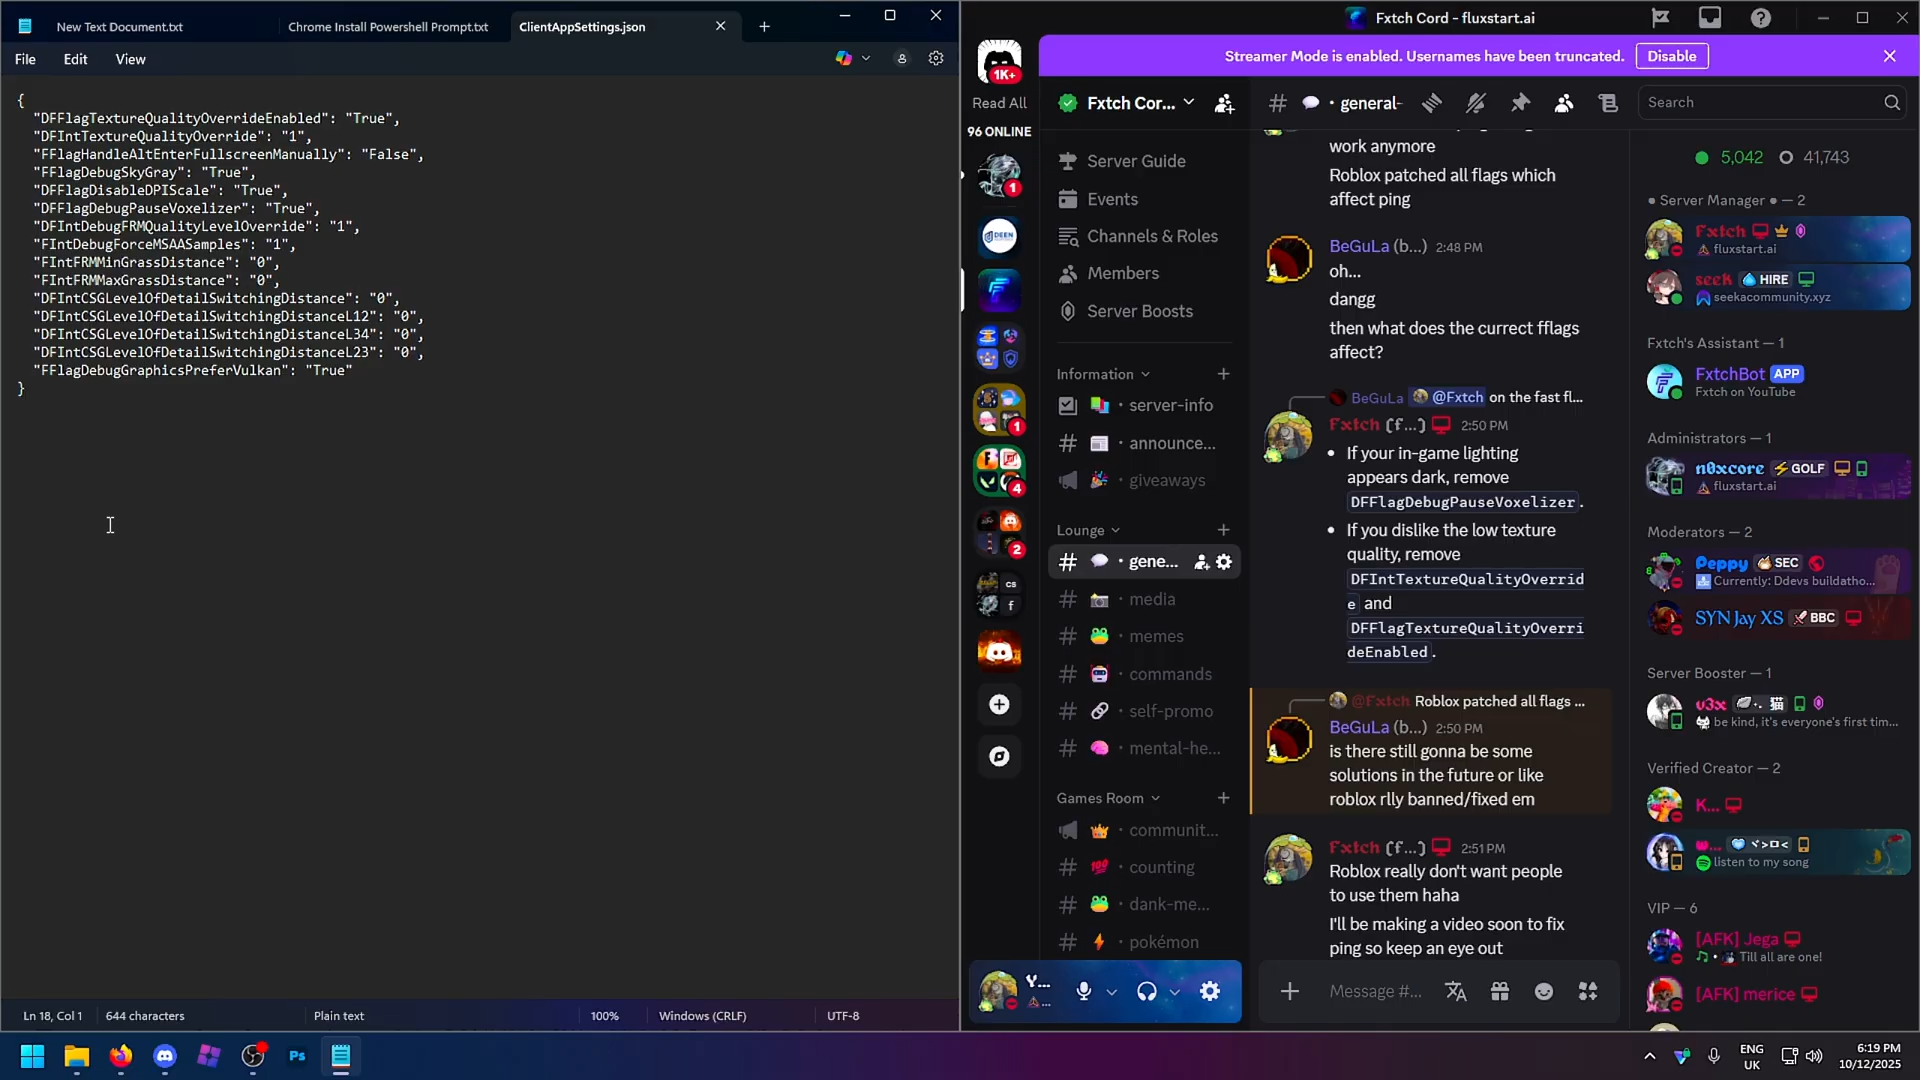 New Text Document.txt
Chrome Install Powershell Prompt.txt
ClientAppSettings.json
File
Edit
View
{
"DFFlagTextureQualityOverrideEnabled": "True",
"DFIntTextureQualityOverride": "1",
"FFlagHandleAltEnterFullscreenManually": "False",
"FFlagDebugSkyGray": "True",
"DFFlagDisableDPIScale": "True",
"DFFlagDebugPauseVoxelizer": "True",
"DFIntDebugFRMQualityLevelOverride": "1",
"FIntDebugForceMSAASamples": "1",
"FIntFRMMinGrassDistance": "0",
"FIntFRMMaxGrassDistance": "0",
"DFIntCSGLevelOfDetailSwitchingDistance": "0",
"DFIntCSGLevelOfDetailSwitchingDistanceL12": "0",
"DFIntCSGLevelOfDetailSwitchingDistanceL34": "0",
"DFIntCSGLevelOfDetailSwitchingDistanceL23": "0",
"FFlagDebugGraphicsPreferVulkan": "True"
}
Ln 18, Col 1
644 characters
Plain text
100%
Windows (CRLF)
UTF-8
Fxtch Cord - fluxstart.ai
Streamer Mode is enabled. Usernames have been truncated.
Disable
1K+
Read All
96 ONLINE
1
DEEN
1
4
2
cs
f
Fxtch Cor...
Server Guide
Events
Channels & Roles
Members
Server Boosts
Information
server-info
announce...
giveaways
Lounge
gene...
media
memes
commands
self-promo
mental-he...
Games Room
communit...
counting
dank-me...
pokémon
# general-
Search
work anymore
Roblox patched all flags which
affect ping
BeGuLa (b...) 2:48 PM
oh...
dangg
then what does the currect fflags
affect?
BeGuLa @Fxtch on the fast fl...
Fxtch (f...) 2:50 PM
• If your in-game lighting
appears dark, remove
DFFlagDebugPauseVoxelizer.
• If you dislike the low texture
quality, remove
DFIntTextureQualityOverrid
e and
DFFlagTextureQualityOverri
deEnabled.
@Fxtch Roblox patched all flags ...
BeGuLa (b...) 2:50 PM
is there still gonna be some
solutions in the future or like
roblox rlly banned/fixed em
Fxtch (f...) 2:51 PM
Roblox really don't want people
to use them haha
I'll be making a video soon to fix
ping so keep an eye out
Message #...
5,042
41,743
● Server Manager ● — 2
Fxtch
fluxstart.ai
seek HIRE
seekacommunity.xyz
Fxtch's Assistant — 1
FxtchBot APP
Fxtch on YouTube
Administrators — 1
n0xcore GOLF
fluxstart.ai
Moderators — 2
Peppy SEC
Currently: Ddevs buildatho...
SYN Jay XS BBC
Server Booster — 1
v3x 猫
be kind, it's everyone's first tim...
Verified Creator — 2
K...
listen to my song
VIP — 6
[AFK] Jega
Till all are one!
[AFK] merice
Ps
ENG
UK
6:19 PM
10/12/2025